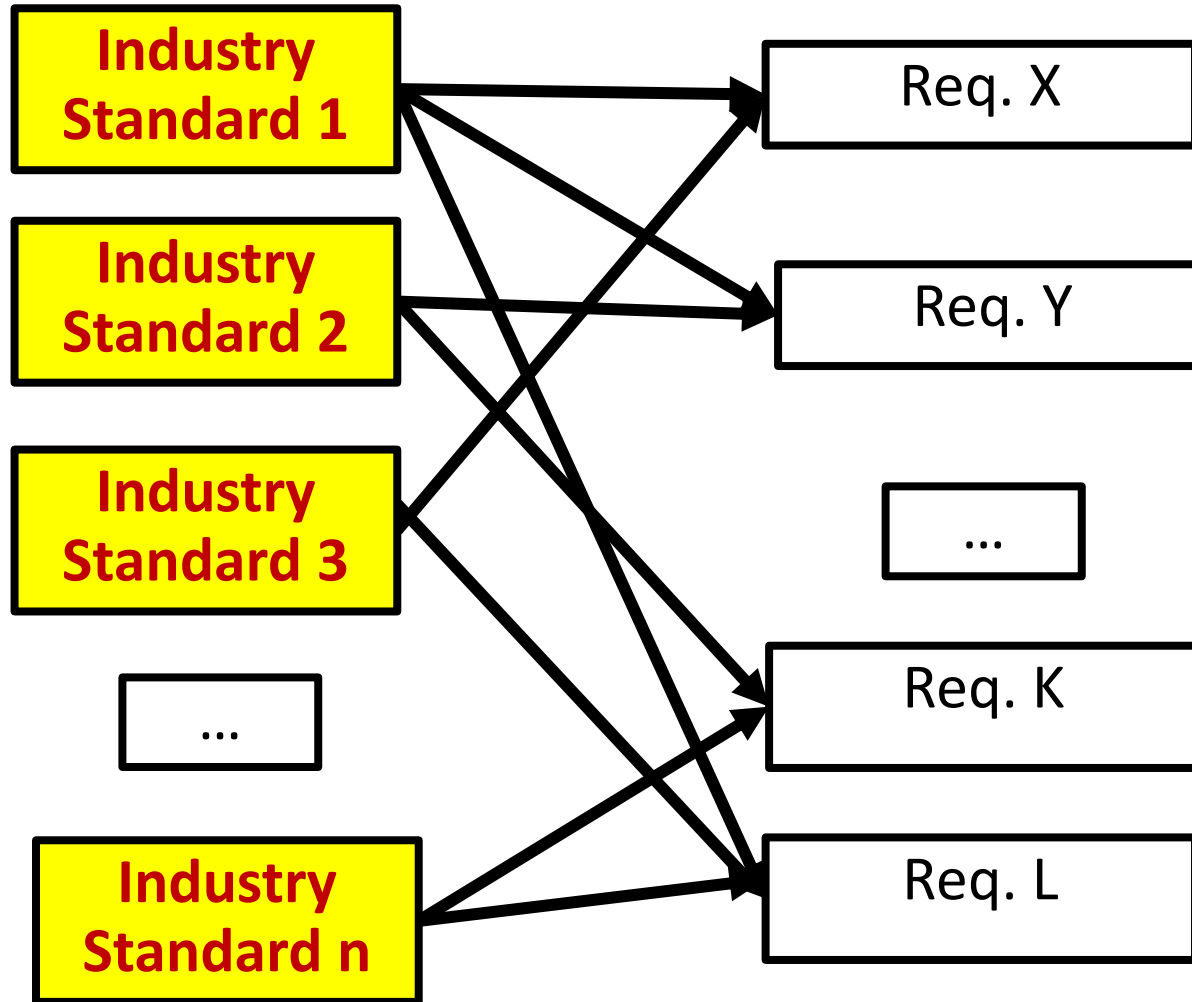 Industry
Standard 1
Req. X
Industry
Standard 2
Req. Y
Industry
Standard 3
...
...
Req. K
Industry
Standard n
Req. L